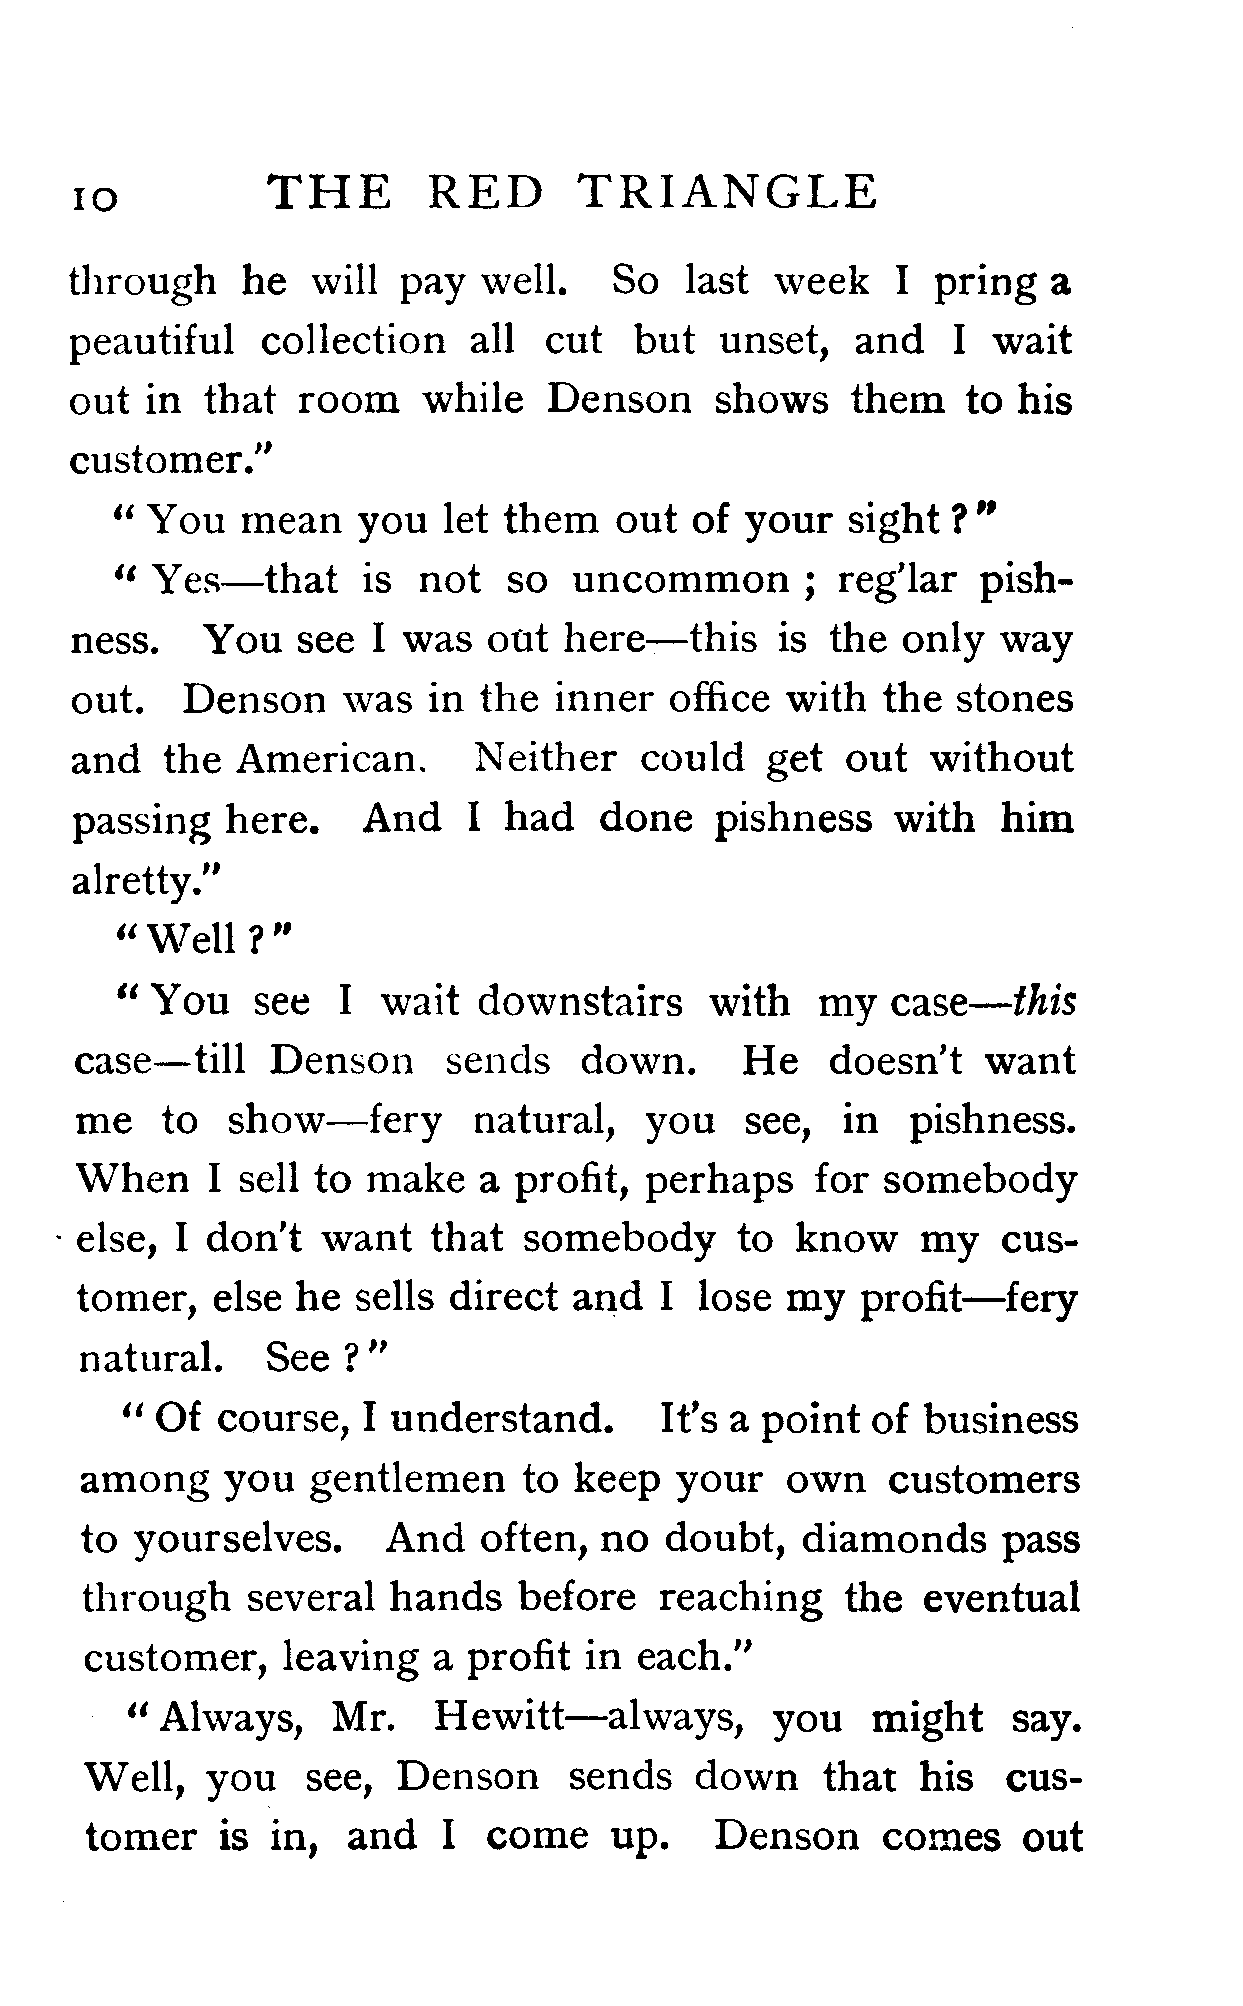 10 THE RED TRIANGLE
through he will pay well. So last week I pring a
peautiful collection all cut but unset, and I wait
out in that room while Denson shows them to his
customer."
" You mean you let them out of your sight ? "
" Yes—that is not so uncommon ; reg'lar pish-
ness. You see I was out here—this is the only way
out. Denson was in the inner office with the stones
and the American. Neither could get out without
passing here. And I had done pishness with him
alretty."
" Well ? "
" You see I wait downstairs with my case—this
case—till Denson sends down. He doesn't want
me to show—fery natural, you see, in pishness.
When I sell to make a profit, perhaps for somebody
else, I don't want that somebody to know my cus-
tomer, else he sells direct and I lose my profit—fery
natural. See ? "
" Of course, I understand. It's a point of business
among you gentlemen to keep your own customers
to yourselves. And often, no doubt, diamonds pass
through several hands before reaching the eventual
customer, leaving a profit in each."
" Always, Mr. Hewitt—always, you might say.
Well, you see, Denson sends down that his cus-
tomer is in, and I come up. Denson comes out